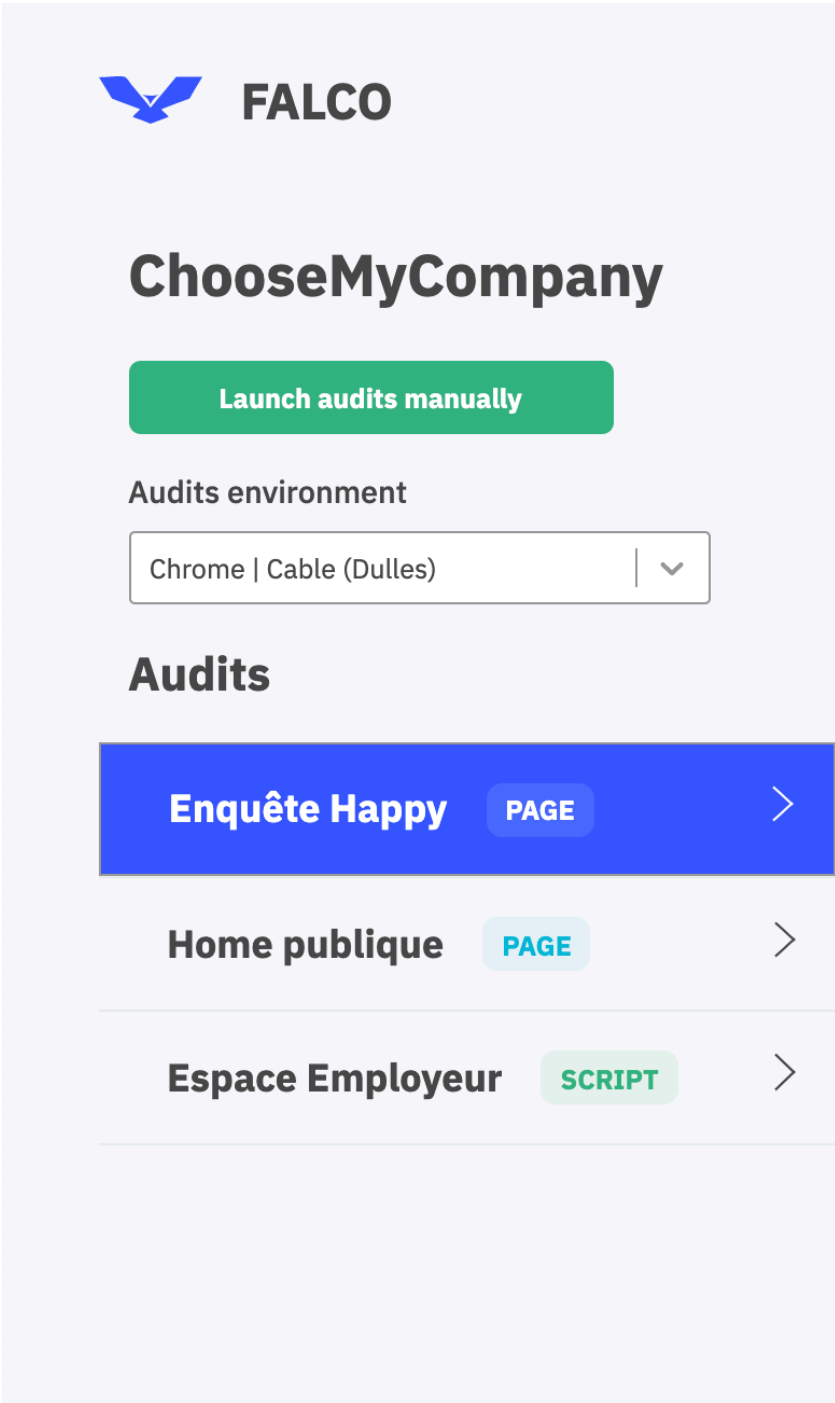 FALCO
ChooseMyCompany
Launch audits manually
Audits environment
Chrome | Cable (Dulles)
Audits
Enquête Happy PAGE
Home publique PAGE
Espace Employeur SCRIPT